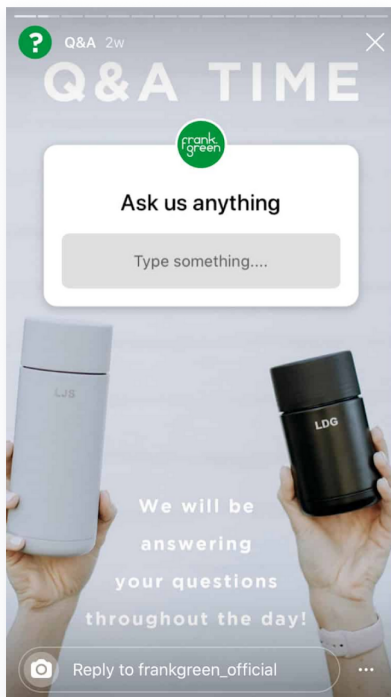 ?
Q&A 2w
Q&A TIME
frank
green
Ask us anything
Type something....
LJS
LDG
We will be
answering
your questions
throughout the day!
Reply to frankgreen_official